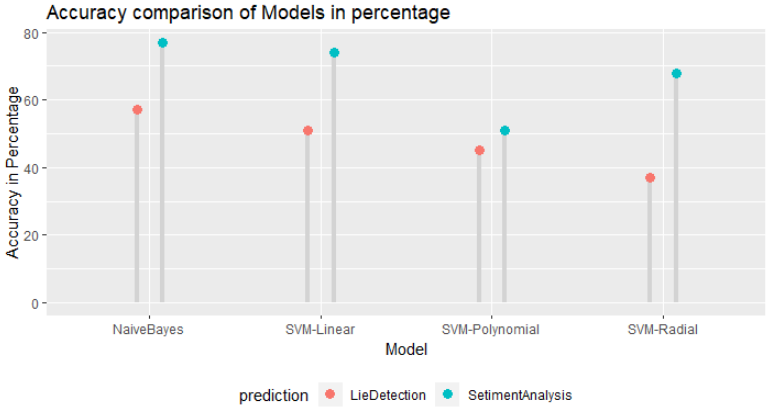 Accuracy comparison of Models in percentage
Accuracy in Percentage
80
60
40
20
0
NaiveBayes SVM-Linear SVM-Polynomial SVM-Radial
Model
prediction LieDetection SetimentAnalysis